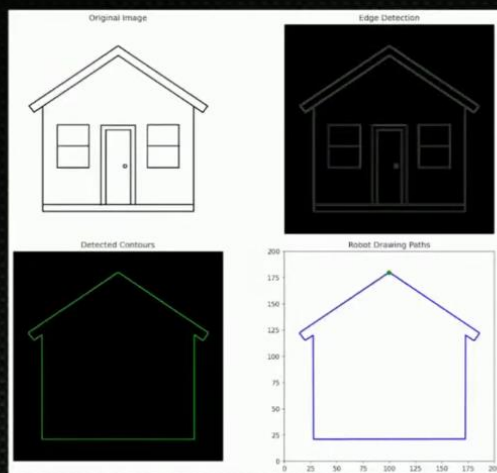 Original Image
Edge Detection
Detected Contours
Robot Drawing Paths
200
175
150
125
100
75
50
25
0
0 25 50 75 100 125 150 175 200